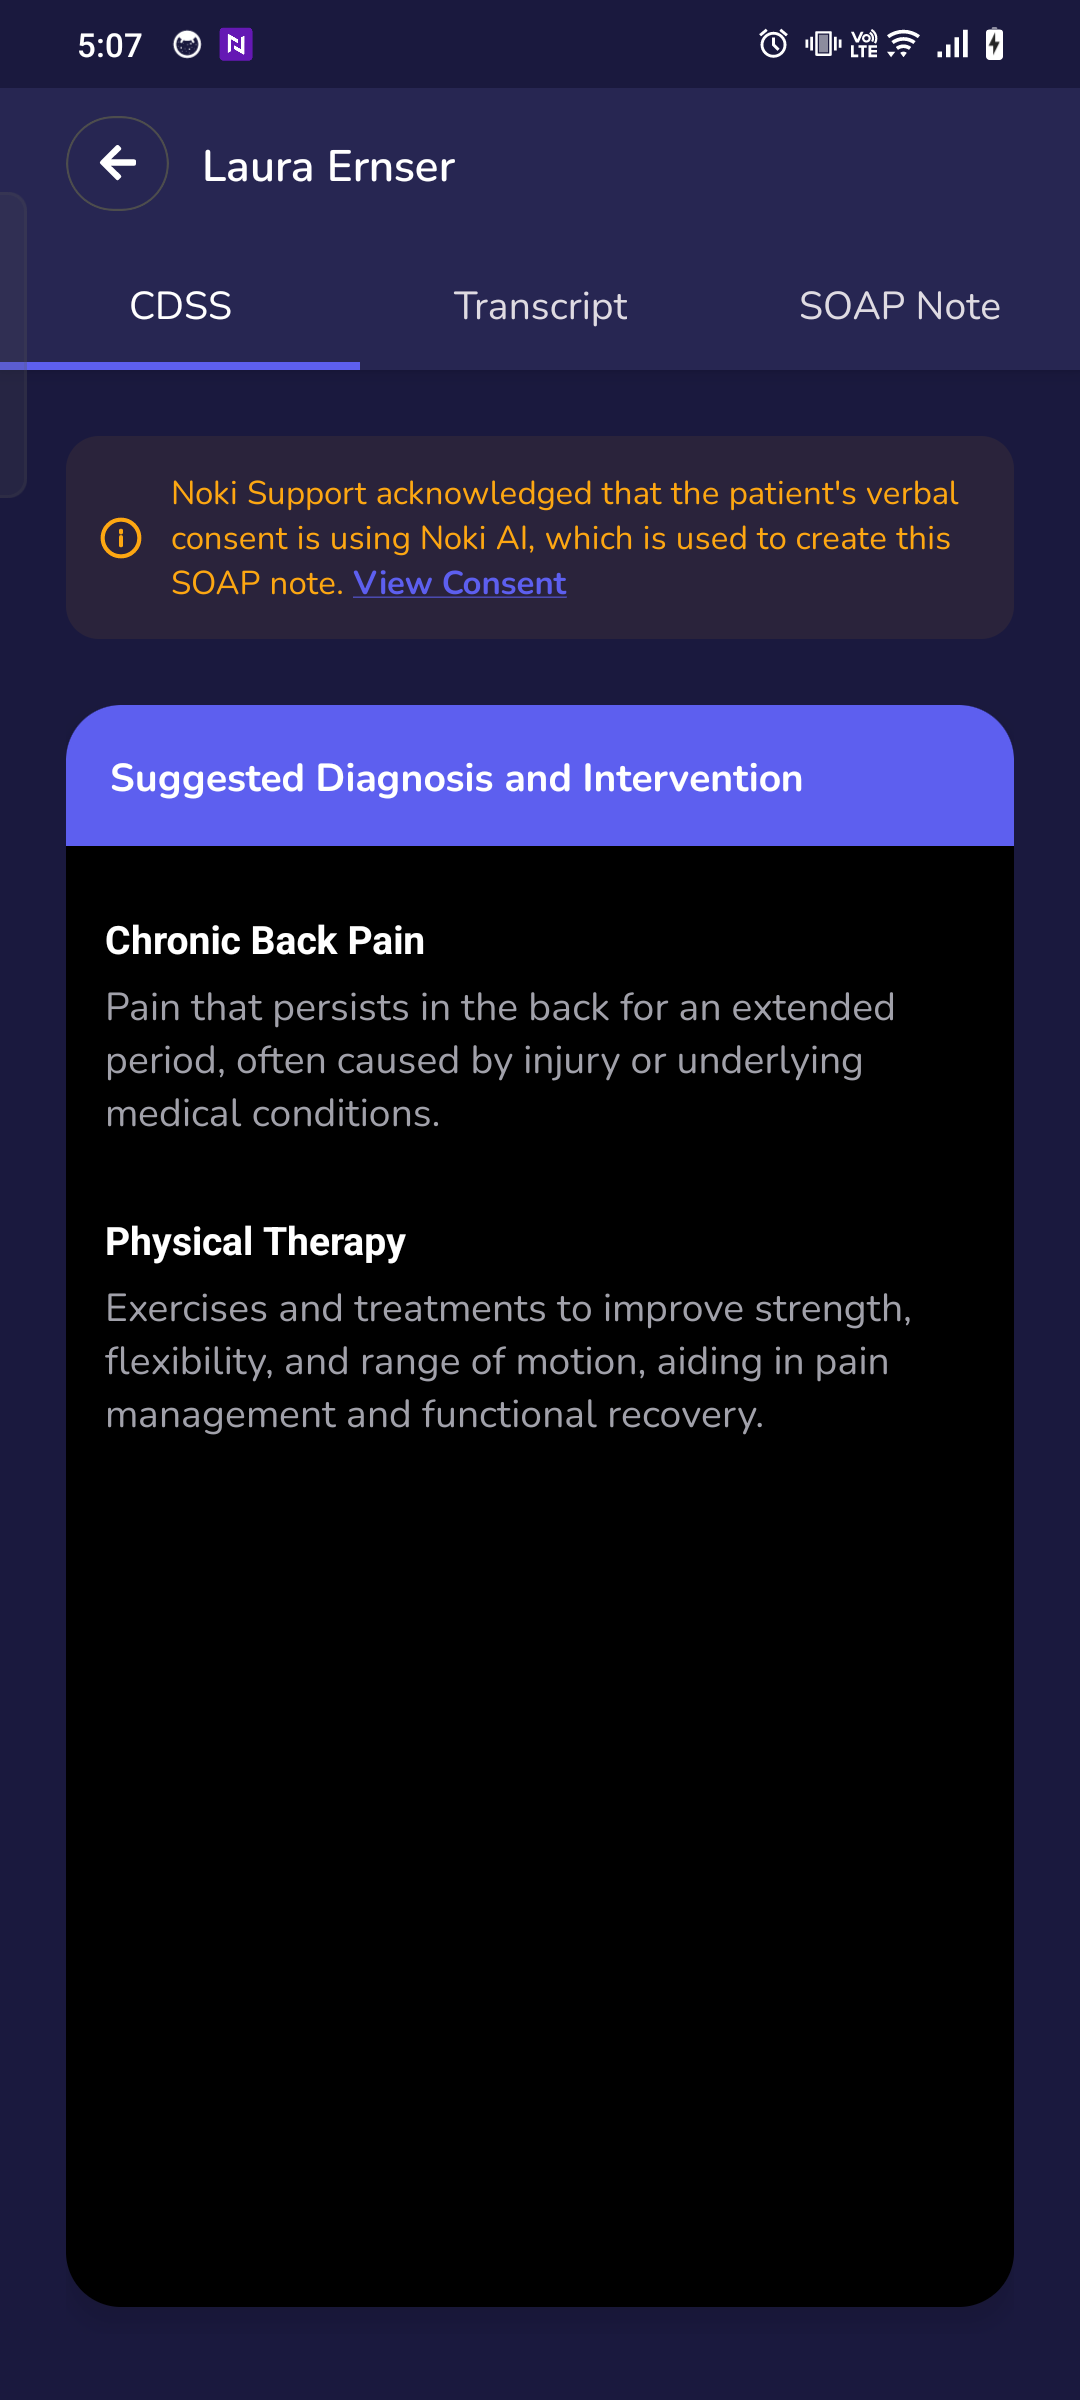 5:07
Vo) LTE
Laura Ernser
CDSS
Transcript
SOAP Note
Noki Support acknowledged that the patient's verbal
consent is using Noki AI, which is used to create this
SOAP note. View Consent
Suggested Diagnosis and Intervention
Chronic Back Pain
Pain that persists in the back for an extended
period, often caused by injury or underlying
medical conditions.
Physical Therapy
Exercises and treatments to improve strength,
flexibility, and range of motion, aiding in pain
management and functional recovery.